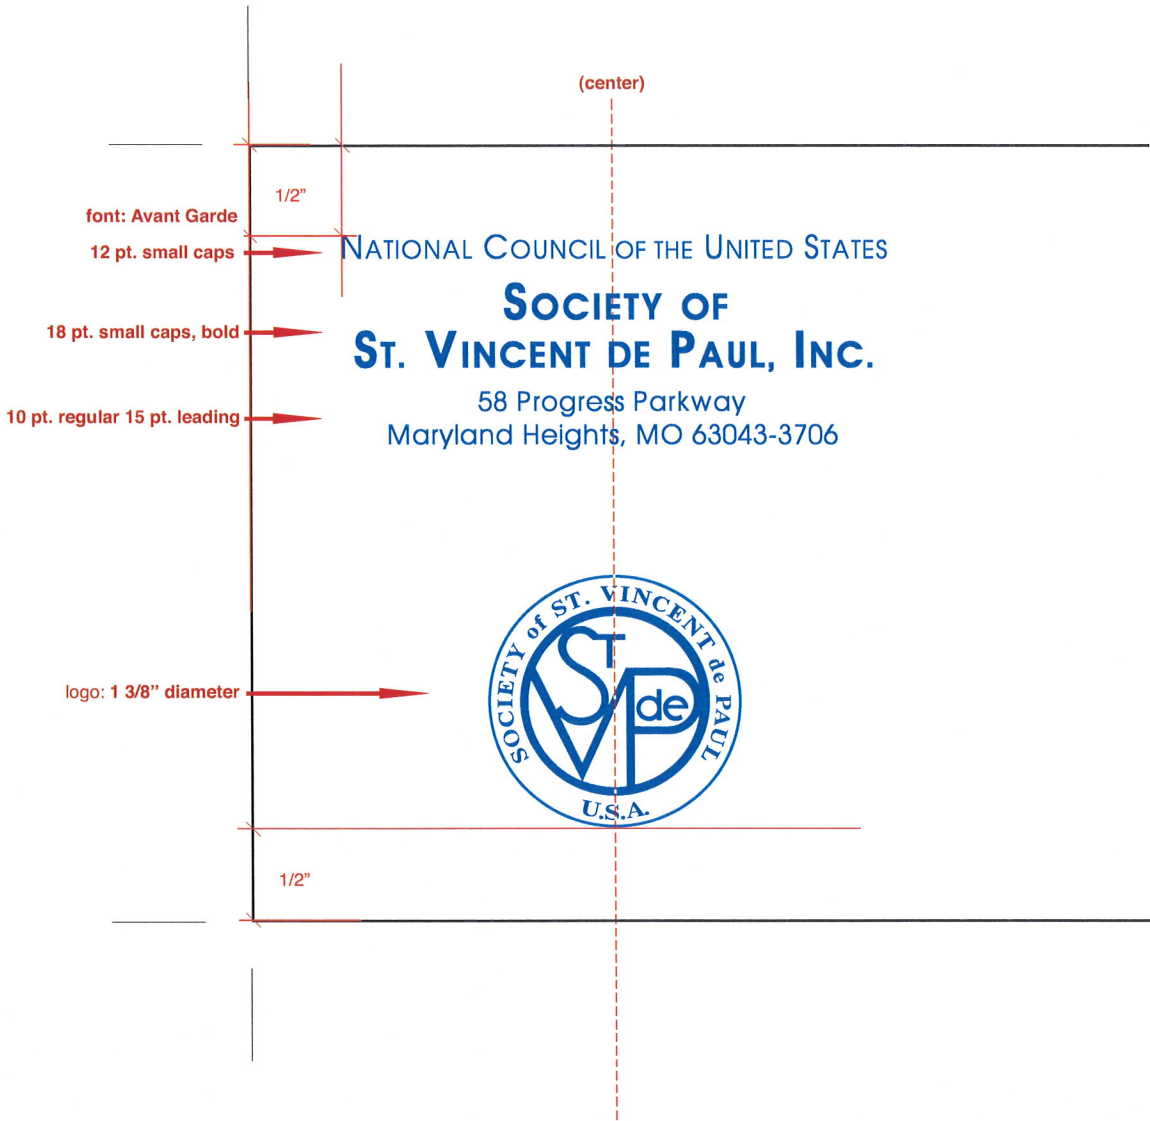 (center)
1/2”
font: Avant Garde
12 pt. small caps
NATIONAL COUNCIL OF THE UNITED STATES
SOCIETY OF
18 pt. small caps, bold
ST. VINCENT DE PAUL, INC.
58 Progress Parkway
10 pt. regular 15 pt. leading
Maryland Heights, MO 63043-3706
SOCIETY of ST. VINCENT de PAUL
ST
V
P
de
U.S.A.
logo: 1 3/8” diameter
1/2”